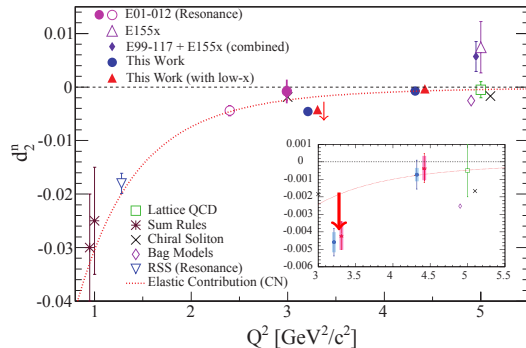 E01-012 (Resonance)
E155x
E99-117 + E155x (combined)
This Work
This Work (with low-x)
0.01
0
-0.01
-0.02
-0.03
-0.04
d₂ⁿ
Lattice QCD
Sum Rules
Chiral Soliton
Bag Models
RSS (Resonance)
Elastic Contribution (CN)
0.001
0
-0.001
-0.002
-0.003
-0.004
-0.005
-0.006
3 3.5 4 4.5 5 5.5
1 2 3 4 5
Q² [GeV²/c²]